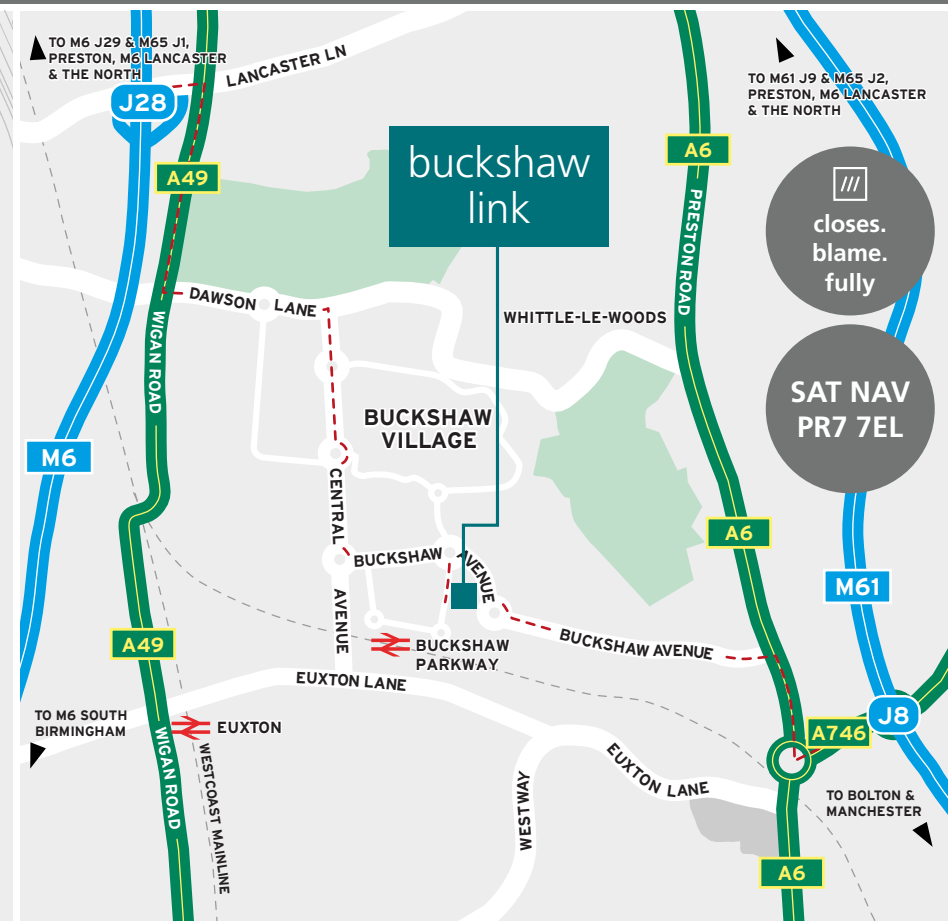 TO M6 J29 & M65 J1,
PRESTON, M6 LANCASTER
& THE NORTH
LANCASTER LN
J28
A49
buckshaw
link
A6
PRESTON ROAD
TO M61 J9 & M65 J2,
PRESTON, M6 LANCASTER
& THE NORTH
///
closes.
blame.
fully
SAT NAV
PR7 7EL
DAWSON LANE
WHITTLE-LE-WOODS
WIGAN ROAD
BUCKSHAW
VILLAGE
M6
CENTRAL
AVENUE
BUCKSHAW
AVENUE
A6
M61
A49
BUCKSHAW
PARKWAY
BUCKSHAW AVENUE
EUXTON LANE
TO M6 SOUTH
BIRMINGHAM
EUXTON
WIGAN ROAD
WESTCOAST MAINLINE
WESTWAY
EUXTON LANE
J8
A746
TO BOLTON &
MANCHESTER
A6